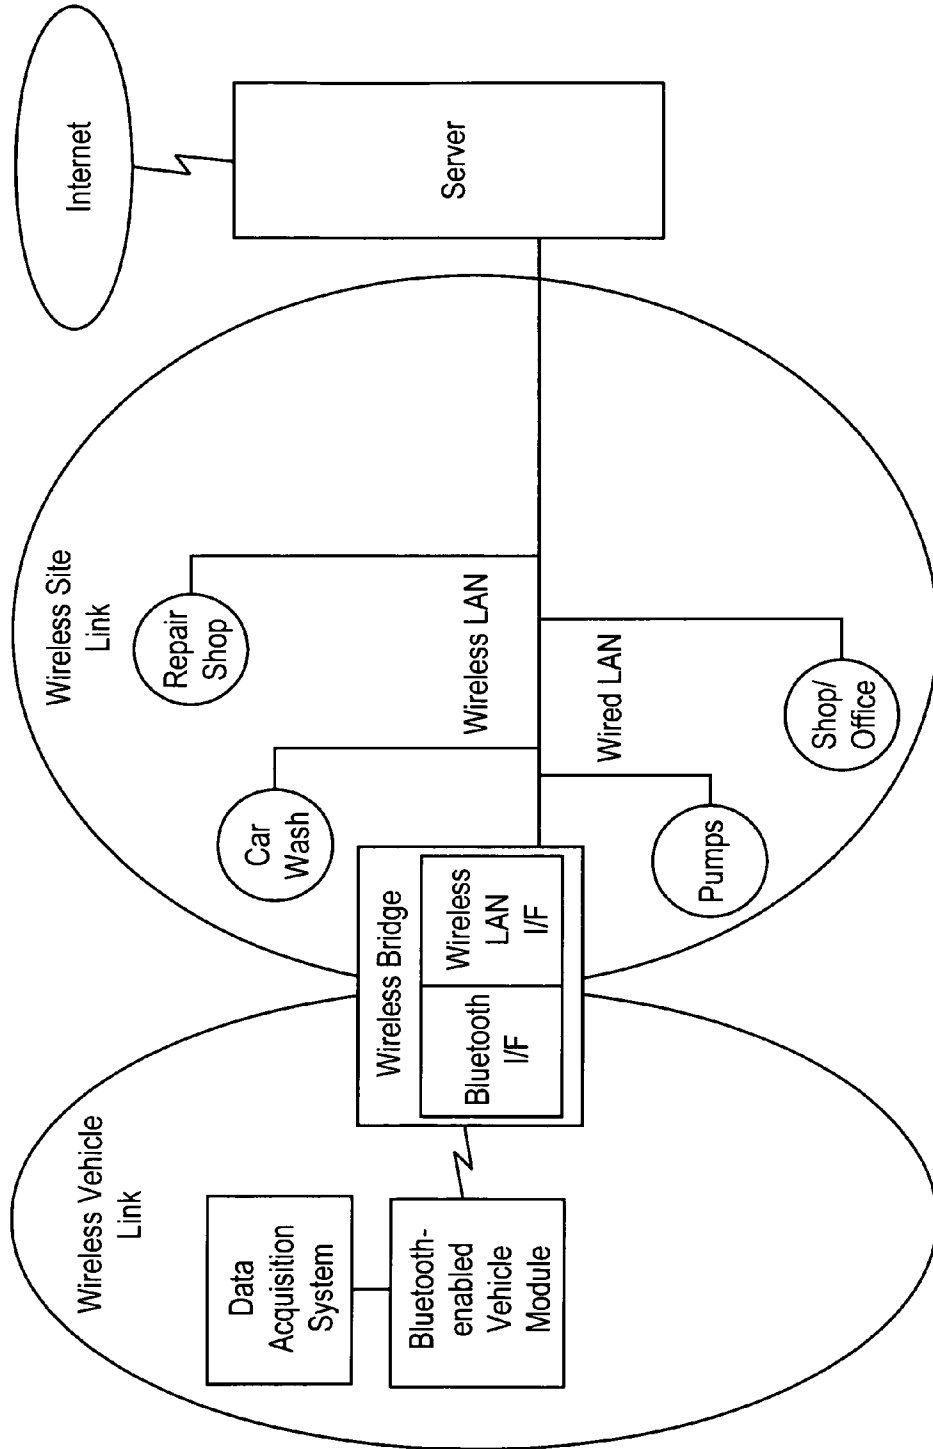 Wireless Vehicle
Link
Data
Acquisition
System
Bluetooth-
enabled
Vehicle
Module
Wireless Bridge
Bluetooth
I/F
Wireless
LAN
I/F
Wireless Site
Link
Car
Wash
Repair
Shop
Wireless LAN
Wired LAN
Pumps
Shop/
Office
Internet
Server